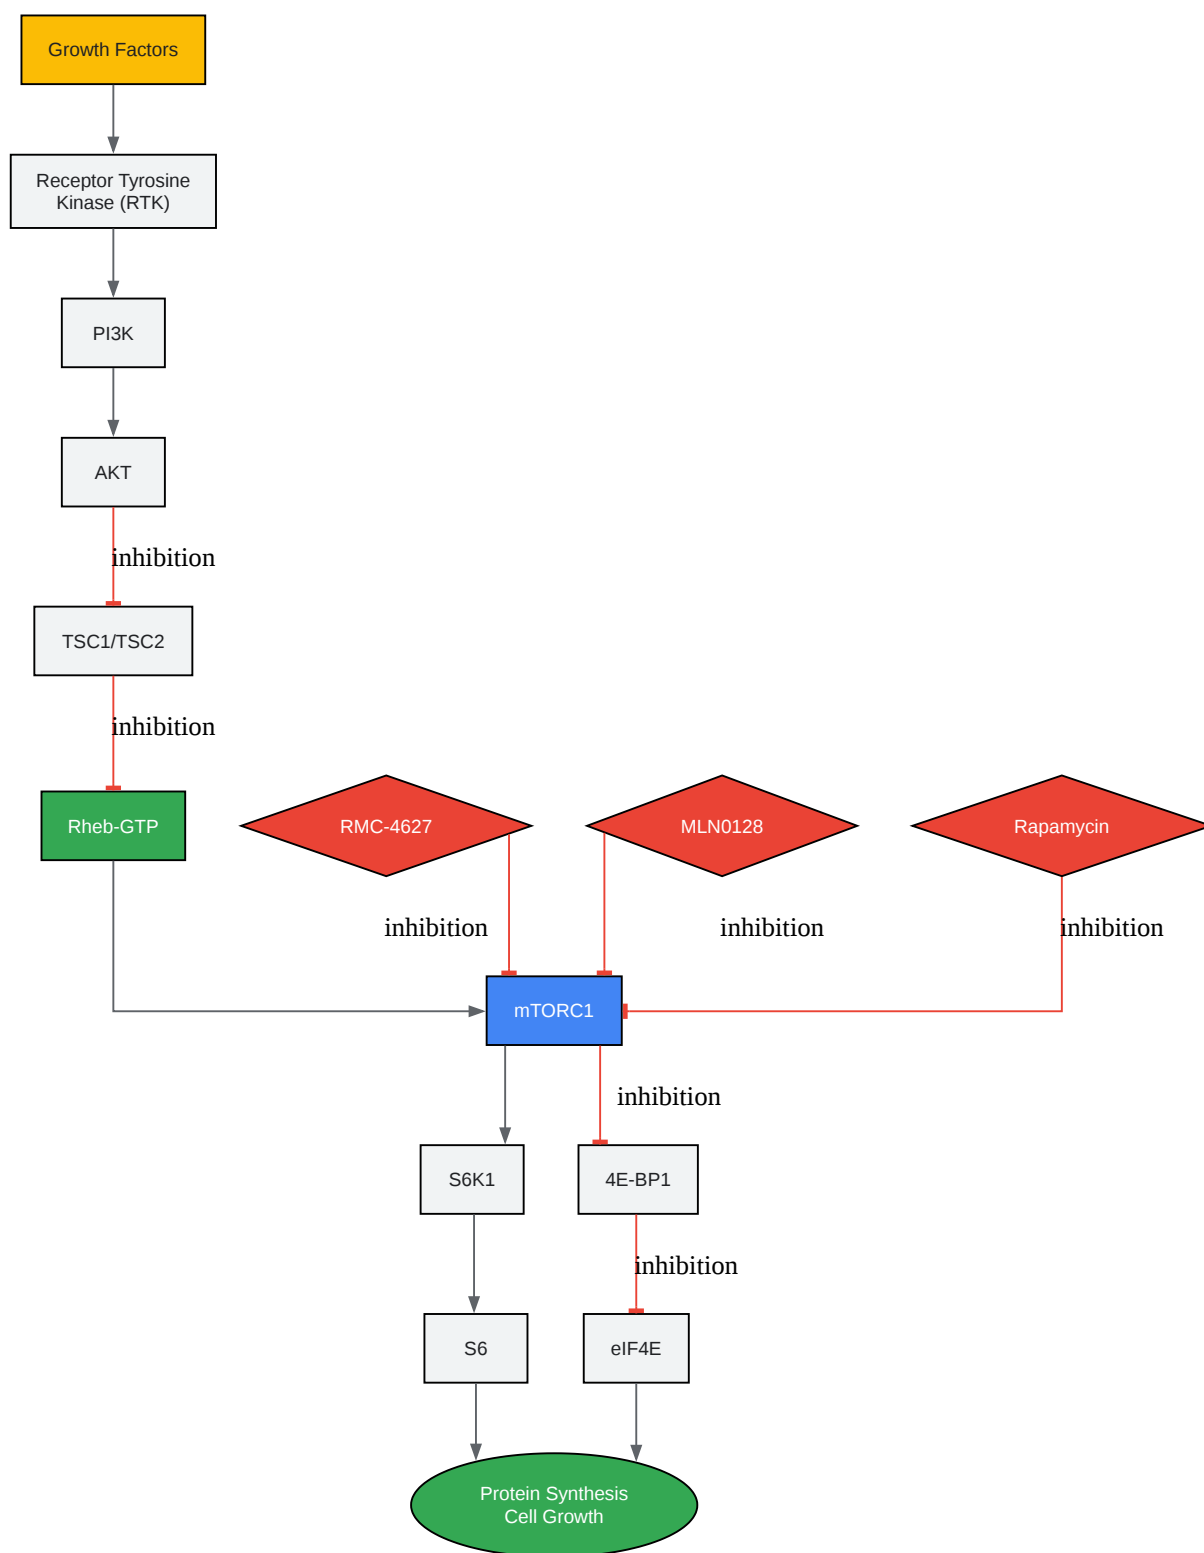 Growth Factors
Receptor Tyrosine
Kinase (RTK)
PI3K
AKT
inhibition
TSC1/TSC2
inhibition
Rheb-GTP
RMC-4627
MLN0128
Rapamycin
inhibition
inhibition
inhibition
mTORC1
inhibition
S6K1
4E-BP1
inhibition
S6
eIF4E
Protein Synthesis
Cell Growth